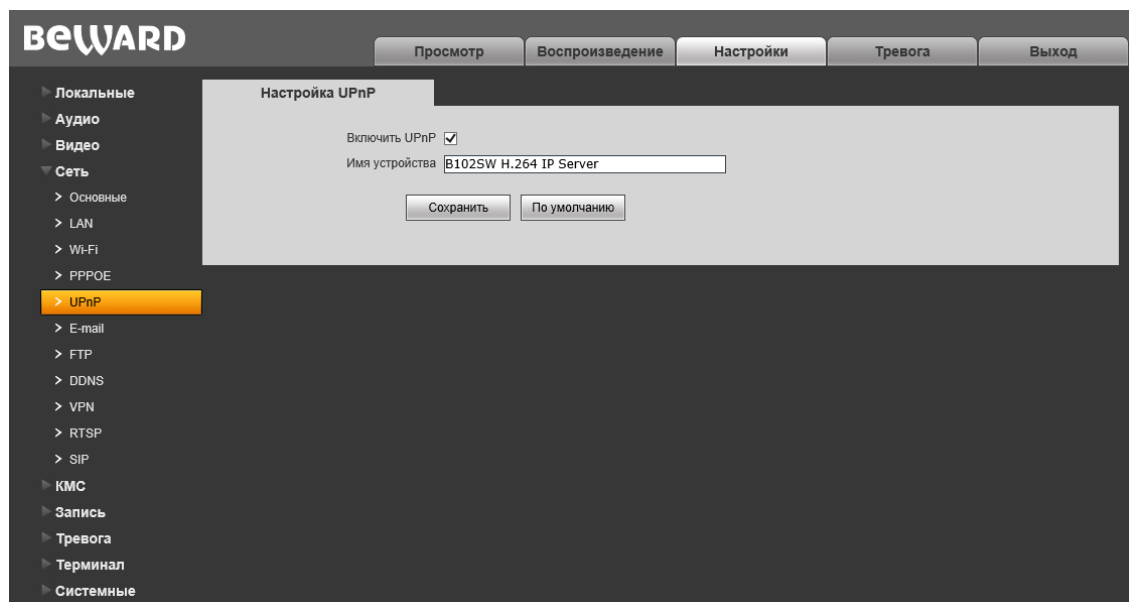 BEWARD
Просмотр
Воспроизведение
Настройки
Тревога
Выход
Локальные
Аудио
Видео
Сеть
Основные
LAN
Wi-Fi
PPPOE
UPnP
E-mail
FTP
DDNS
VPN
RTSP
SIP
КМС
Запись
Тревога
Терминал
Системные
Настройка UPnP
Включить UPnP
Имя устройства B102SW H.264 IP Server
Сохранить
По умолчанию